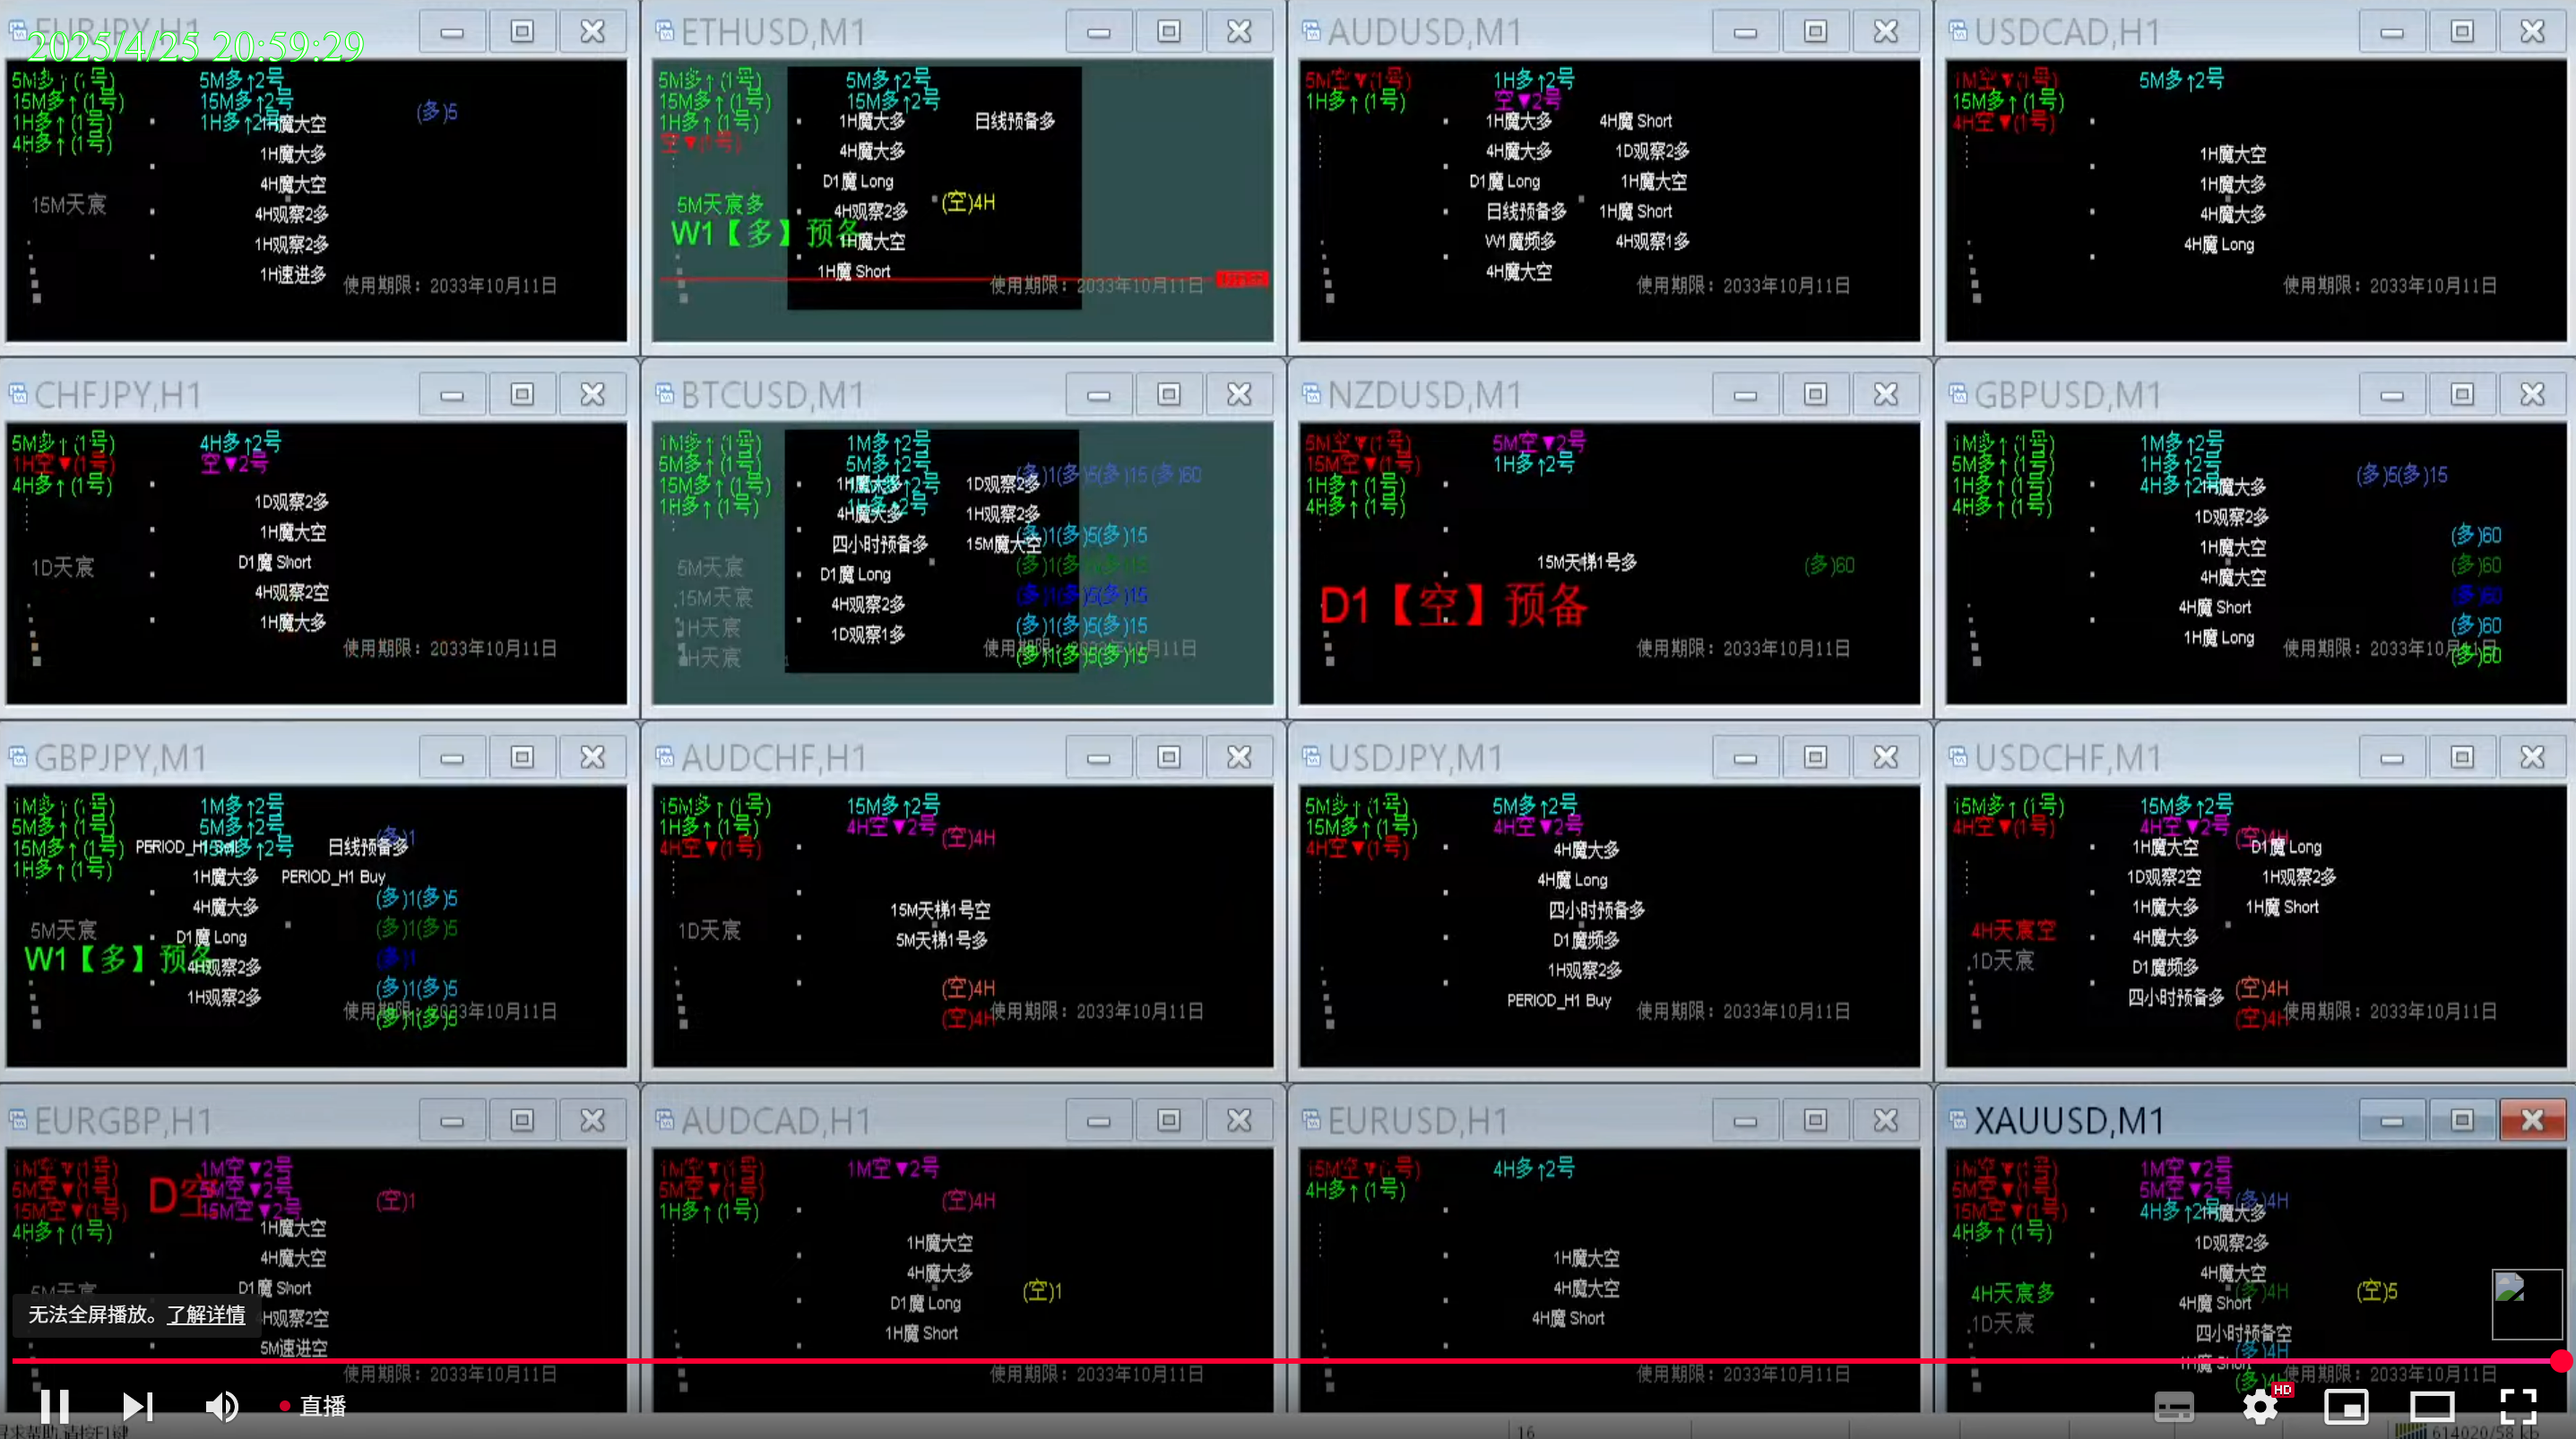 EURJPY,H1
2025/4/25 20:59:29
5M多↑(1号)
15M多↑(1号)
1H多↑(1号)
4H多↑(1号)
5M多↑2号
15M多↑2号
1H多↑2号
(多)5
1H魔大空
1H魔大多
4H魔大空
4H观察2多
1H观察2多
1H速进多
15M天宸
使用期限：2033年10月11日
ETHUSD,M1
5M多↑(1号)
15M多↑(1号)
1H多↑(1号)
空▼(1号)
5M多↑2号
15M多↑2号
1H魔大多
日线预备多
4H魔大多
D1魔 Long
4H观察2多
(空)4H
1H魔大空
1H魔 Short
5M天宸多
W1【多】预备
使用期限：2033年10月11日
AUDUSD,M1
5M空▼(1号)
1H多↑(1号)
1H多↑2号
空▼2号
1H魔大多
4H魔 Short
4H魔大多
1D观察2多
D1魔 Long
1H魔大空
日线预备多
1H魔 Short
W1魔频多
4H观察1多
4H魔大空
使用期限：2033年10月11日
USDCAD,H1
1M空▼(1号)
15M多↑(1号)
4H空▼(1号)
5M多↑2号
1H魔大空
1H魔大多
4H魔大多
4H魔 Long
使用期限：2033年10月11日
CHFJPY,H1
5M多↑(1号)
1H空▼(1号)
4H多↑(1号)
4H多↑2号
空▼2号
1D观察2多
1H魔大空
D1魔 Short
4H观察2空
1H魔大多
1D天宸
使用期限：2033年10月11日
BTCUSD,M1
1M多↑(1号)
5M多↑(1号)
15M多↑(1号)
1H多↑(1号)
1M多↑2号
5M多↑2号
15M多↑2号
1H多↑2号
(多)1(多)5(多)15(多)60
1H魔大多
1D观察2多
4H魔大多
1H观察2多
(多)1(多)5(多)15
四小时预备多
15M魔大空
(多)1(多)5(多)15
D1魔 Long
(多)1(多)5(多)15
4H观察2多
(多)1(多)5(多)15
1D观察1多
(多)1(多)5(多)15
5M天宸
15M天宸
1H天宸
使用期限：2033年10月11日
NZDUSD,M1
5M空▼(1号)
15M空▼(1号)
1H多↑(1号)
4H多↑(1号)
5M空▼2号
1H多↑2号
15M天梯1号多
(多)60
D1【空】预备
使用期限：2033年10月11日
GBPUSD,M1
1M多↑(1号)
5M多↑(1号)
1H多↑(1号)
4H多↑(1号)
1M多↑2号
1H多↑2号
4H多↑2号
(多)5(多)15
1H魔大多
1D观察2多
1H魔大空
4H魔大空
4H魔 Short
1H魔 Long
(多)60
(多)60
(多)60
(多)60
(多)60
使用期限：2033年10月11日
GBPJPY,M1
1M多↑(1号)
5M多↑(1号)
15M多↑(1号)
1H多↑(1号)
1M多↑2号
5M多↑2号
15M多↑2号
(多)1
PERIOD_H1
日线预备多
1H魔大多
PERIOD_H1 Buy
4H魔大多
D1魔 Long
4H观察2多
1H观察2多
(多)1(多)5
(多)1(多)5
(多)1
(多)1(多)5
(多)1(多)5
5M天宸
W1【多】预备
使用期限：2033年10月11日
AUDCHF,H1
15M多↑(1号)
1H多↑(1号)
4H空▼(1号)
15M多↑2号
4H空▼2号
(空)4H
15M天梯1号空
5M天梯1号多
1D天宸
(空)4H
(空)4H
使用期限：2033年10月11日
USDJPY,M1
5M多↑(1号)
15M多↑(1号)
4H空▼(1号)
5M多↑2号
4H空▼2号
4H魔大多
4H魔 Long
四小时预备多
D1魔频多
1H观察2多
PERIOD_H1 Buy
使用期限：2033年10月11日
USDCHF,M1
15M多↑(1号)
4H空▼(1号)
15M多↑2号
4H空▼2号
(空)4H
1H魔大空
D1魔 Long
1D观察2空
1H观察2多
1H魔大多
1H魔 Short
4H魔大多
D1魔频多
四小时预备多
4H天宸空
1D天宸
(空)4H
(空)4H
使用期限：2033年10月11日
EURGBP,H1
1M空▼(1号)
5M空▼(1号)
15M空▼(1号)
4H多↑(1号)
D空
1M空▼2号
5M空▼2号
15M空▼2号
(空)1
1H魔大空
4H魔大空
D1魔 Short
4H观察2空
5M速进空
5M天宸
使用期限：2033年10月11日
AUDCAD,H1
1M空▼(1号)
5M空▼(1号)
1H多↑(1号)
1M空▼2号
(空)4H
1H魔大空
4H魔大多
D1魔 Long
1H魔 Short
(空)1
使用期限：2033年10月11日
EURUSD,H1
15M空▼(1号)
4H多↑(1号)
4H多↑2号
1H魔大空
4H魔大空
4H魔 Short
使用期限：2033年10月11日
XAUUSD,M1
1M空▼(1号)
5M空▼(1号)
15M空▼(1号)
4H多↑(1号)
1M空▼2号
5M空▼2号
4H多↑2号
(多)4H
1H魔大多
1D观察2多
4H魔大空
4H魔 Short
(多)4H
(空)5
四小时预备空
(多)4H
1H魔 Short
4H天宸多
1D天宸
使用期限：2033年10月11日
无法全屏播放。了解详情
直播
HD
16